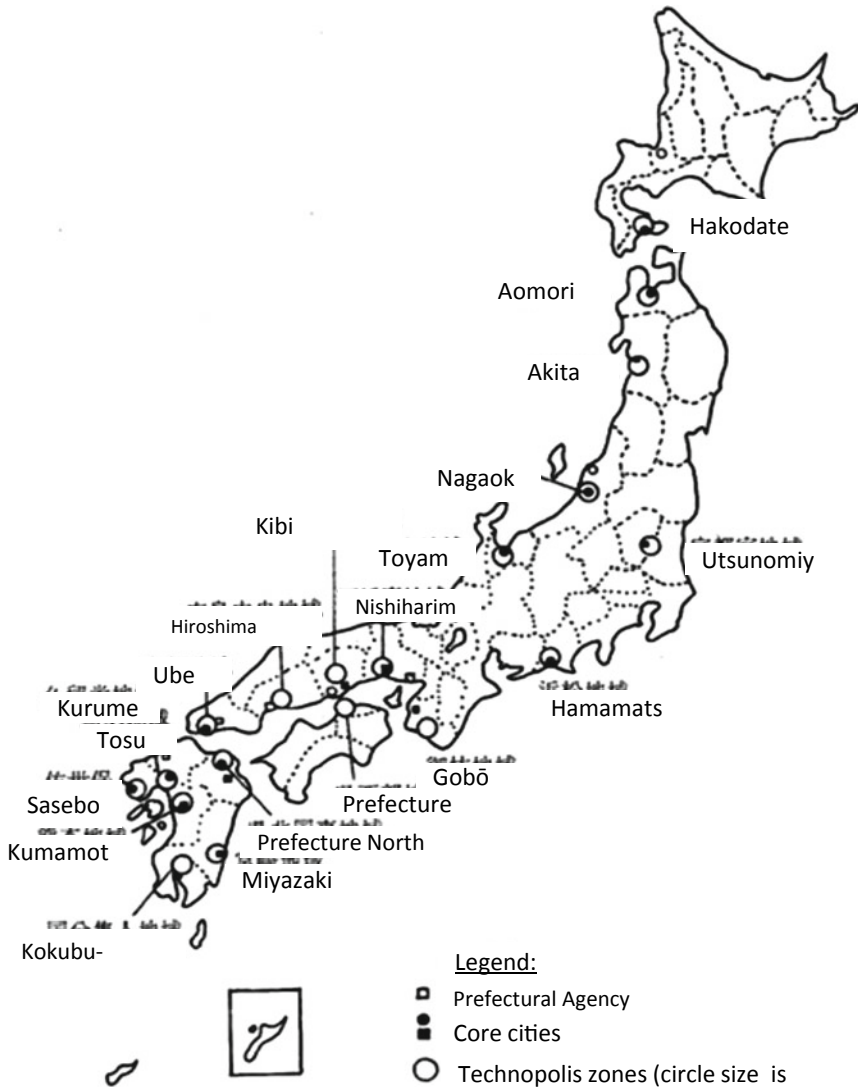 Hakodate
Aomori
Akita
Nagaok
Kibi
Toyam
Utsunomiy
Nishiharim
Hiroshima
Ube
Kurume
Hamamats
Tosu
Gobō
Sasebo
Prefecture
Prefecture North
Kumamot
Miyazaki
Kokubu-
Legend:
Prefectural Agency
Core cities
Technopolis zones (circle size is